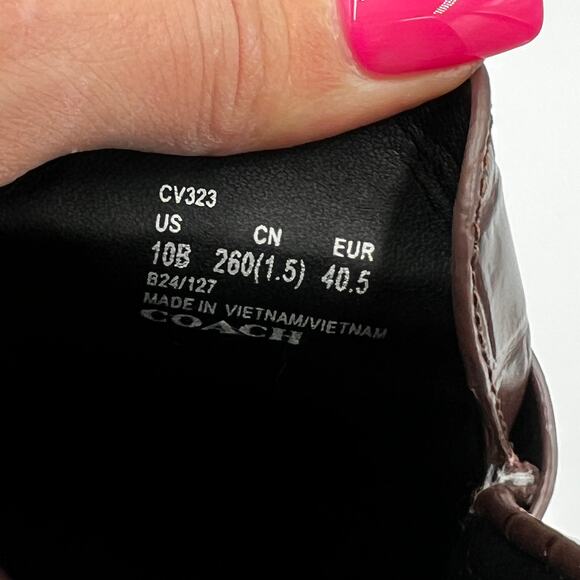 CV323
US CN EUR
10B 260(1.5) 40.5
B24/127
MADE IN VIETNAM/VIETNAM
COACH